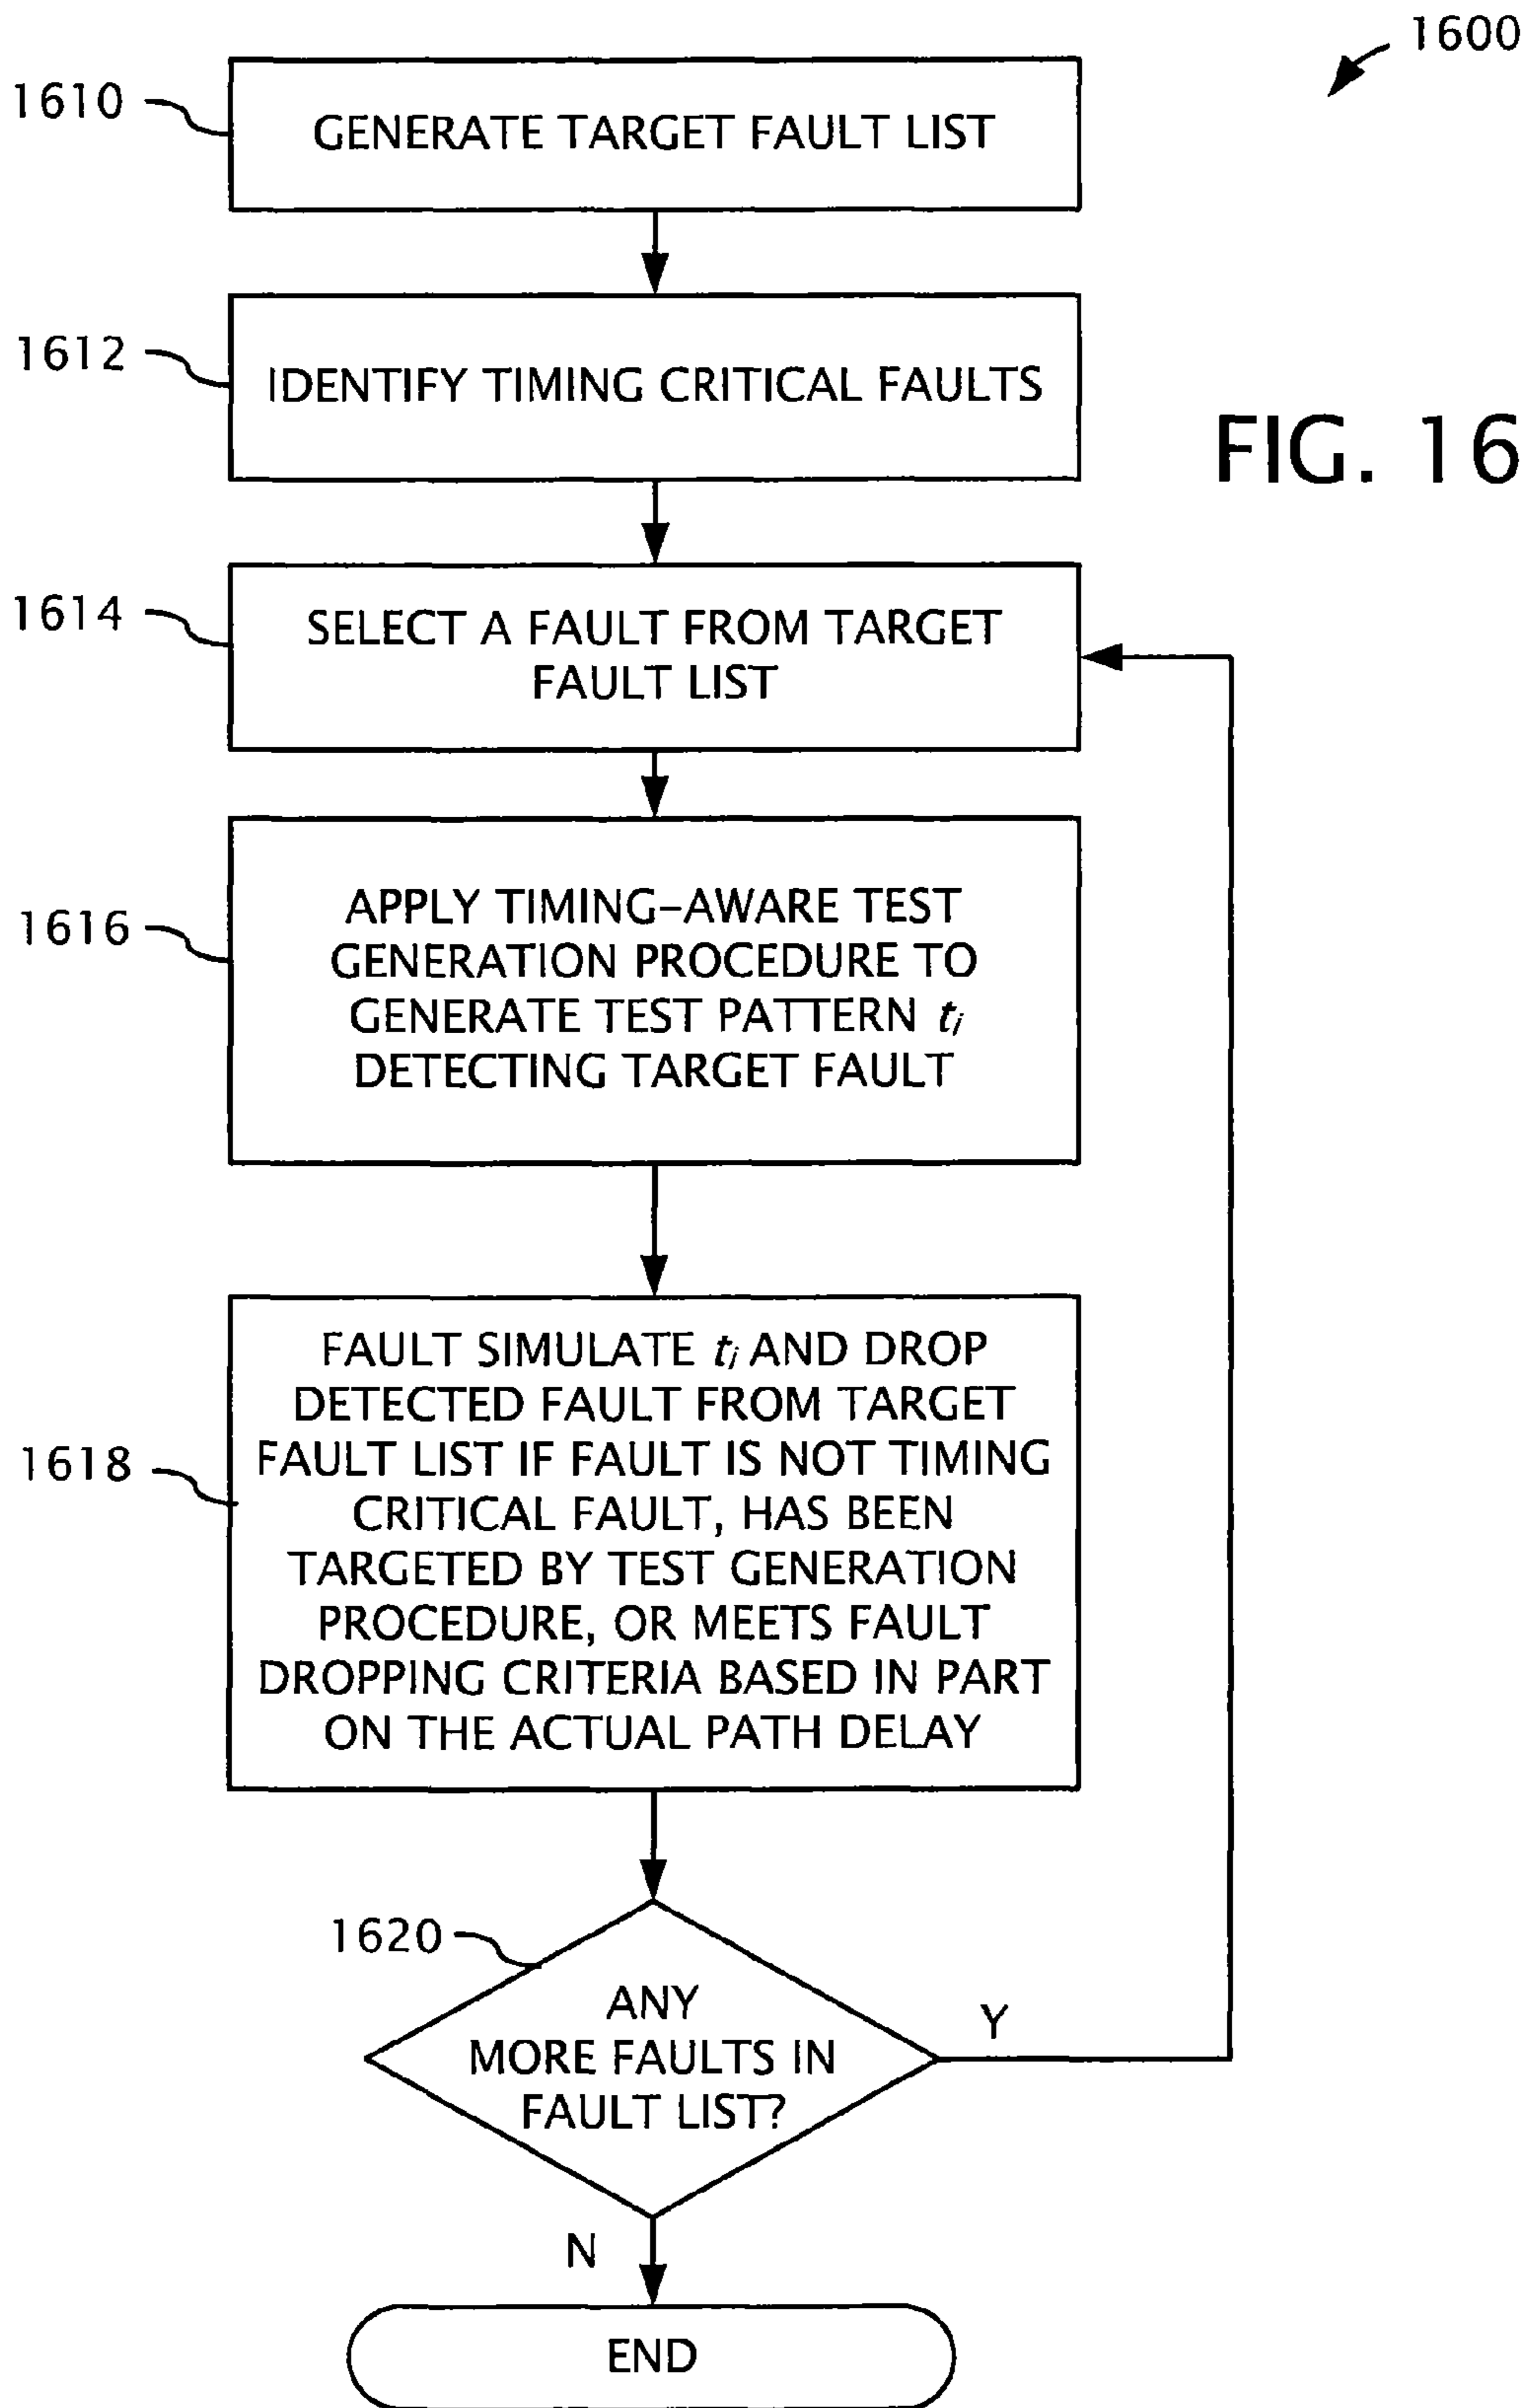 1600
1610
GENERATE TARGET FAULT LIST
1612
IDENTIFY TIMING CRITICAL FAULTS
FIG. 16
1614
SELECT A FAULT FROM TARGET
FAULT LIST
1616
APPLY TIMING-AWARE TEST
GENERATION PROCEDURE TO
GENERATE TEST PATTERN ti
DETECTING TARGET FAULT
1618
FAULT SIMULATE ti AND DROP
DETECTED FAULT FROM TARGET
FAULT LIST IF FAULT IS NOT TIMING
CRITICAL FAULT, HAS BEEN
TARGETED BY TEST GENERATION
PROCEDURE, OR MEETS FAULT
DROPPING CRITERIA BASED IN PART
ON THE ACTUAL PATH DELAY
1620
ANY
MORE FAULTS IN
FAULT LIST?
Y
N
END